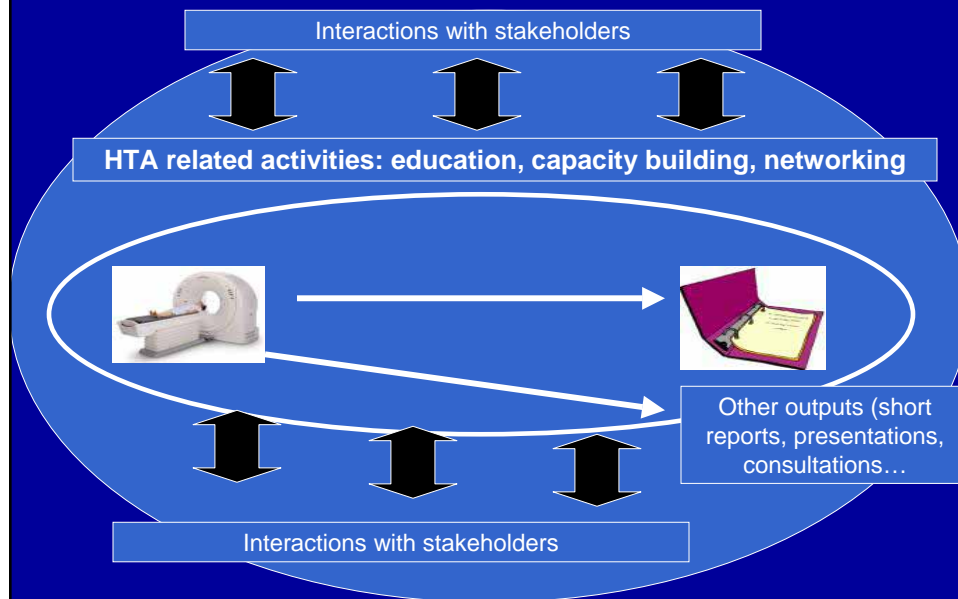 Interactions with stakeholders
HTA related activities: education, capacity building, networking
Other outputs (short
reports, presentations,
consultations…
Interactions with stakeholders